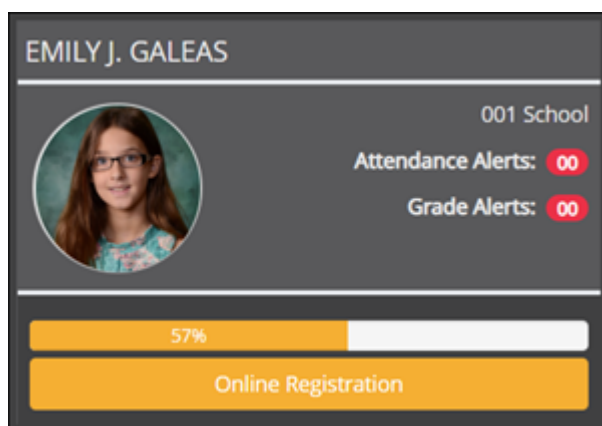 EMILY J. GALEAS
001 School
Attendance Alerts: 00
Grade Alerts: 00
57%
Online Registration